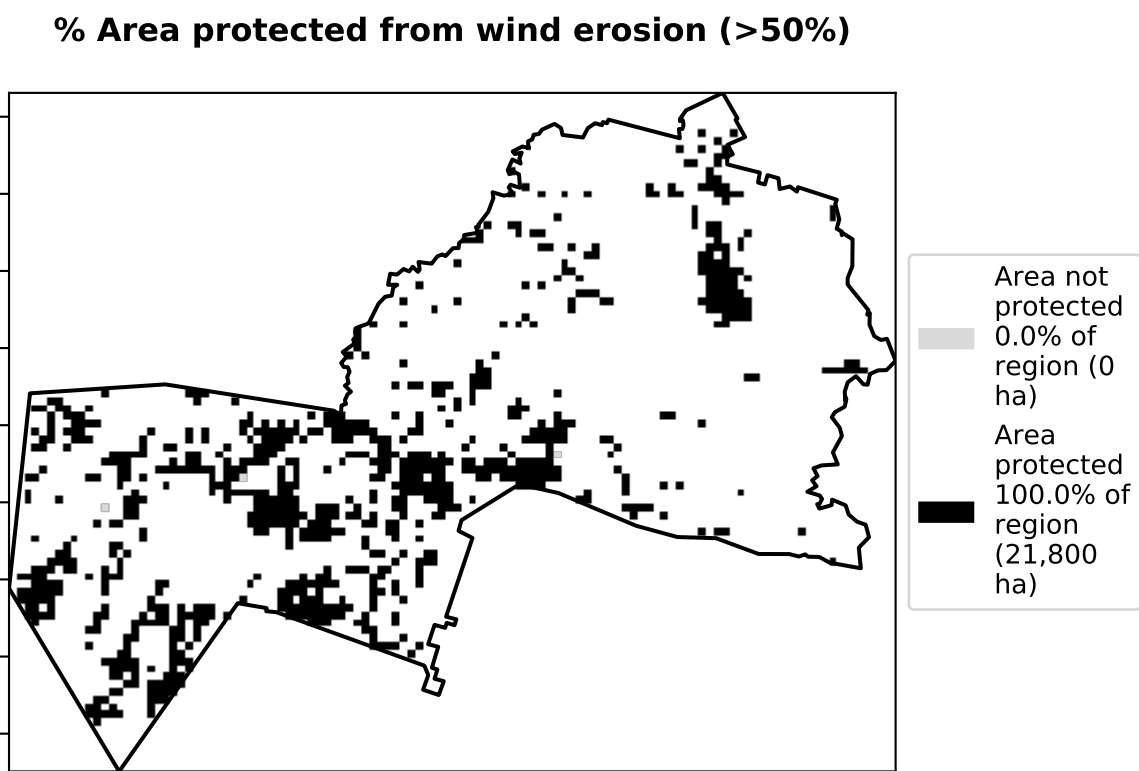 % Area protected from wind erosion (>50%)
Area not
protected
0.0% of
region (0
ha)
Area
protected
100.0% of
region
(21,800
ha)